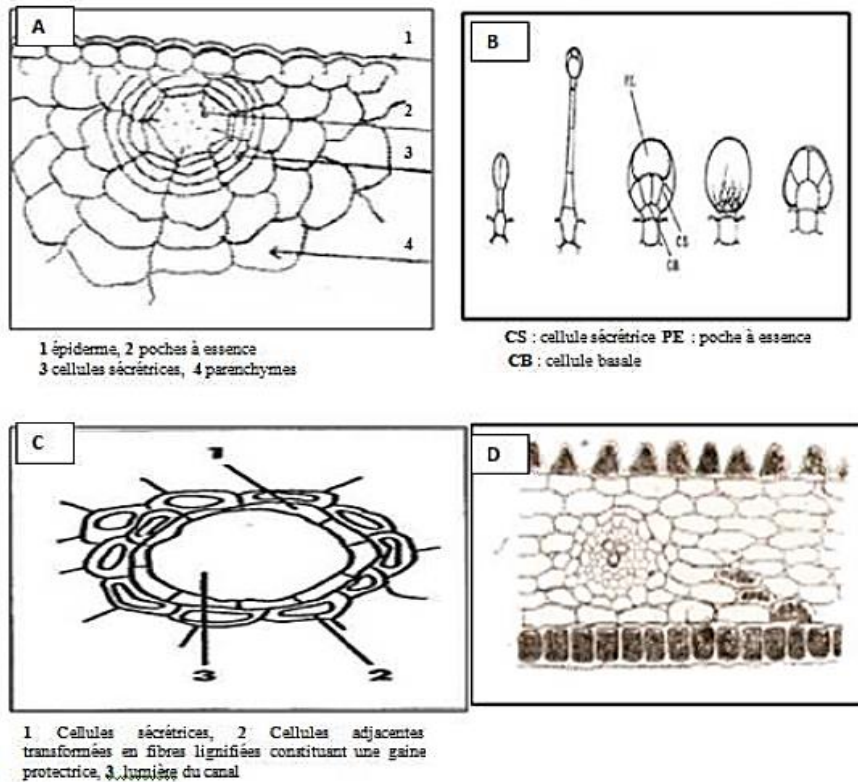 A
1
2
3
4
1 épiderme, 2 poches à essence
3 cellules sécrétrices, 4 parenchymes
B
CS
CB
CS : cellule sécrétrice PE : poche à essence
CB : cellule basale
C
1
3
2
1 Cellules sécrétrices, 2 Cellules adjacentes
transformées en fibres lignifiées constituant une gaine
protectrice, 3 lumière du canal
D